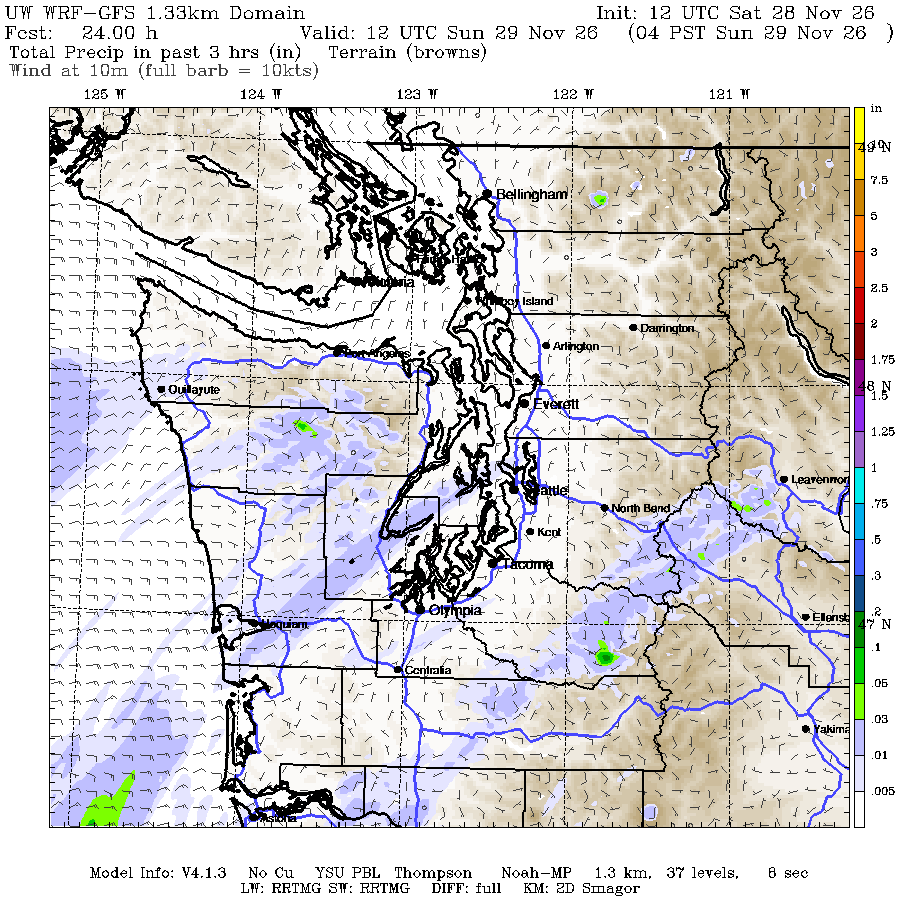 UW WRF-GFS 1.33km Domain Init: 12 UTC Sat 28 Nov 26
Fcst: 24.00 h Valid: 12 UTC Sun 29 Nov 26 (04 PST Sun 29 Nov 26 )
Total Precip in past 3 hrs (in) Terrain (browns)
Wind at 10m (full barb = 10kts)
125 W 124 W 123 W 122 W 121 W
in
49 N
7.5
5
3
2.5
2
1.75
48 N
1.5
1.25
1
.75
.5
.3
.2
47 N
.1
.05
.03
.01
.005
Bellingham
Victoria
Island
Darrington
Arlington
Port Angeles
Quillayute
Everett
Leavenwor
Seattle
North Bend
Kent
Tacoma
Olympia
Ellensb
Hoquiam
Centralia
Yakima
Astoria
Model Info: V4.1.3 No Cu YSU PBL Thompson Noah-MP 1.3 km, 37 levels, 8 sec
LW: RRTMG SW: RRTMG DIFF: full KM: 2D Smagor